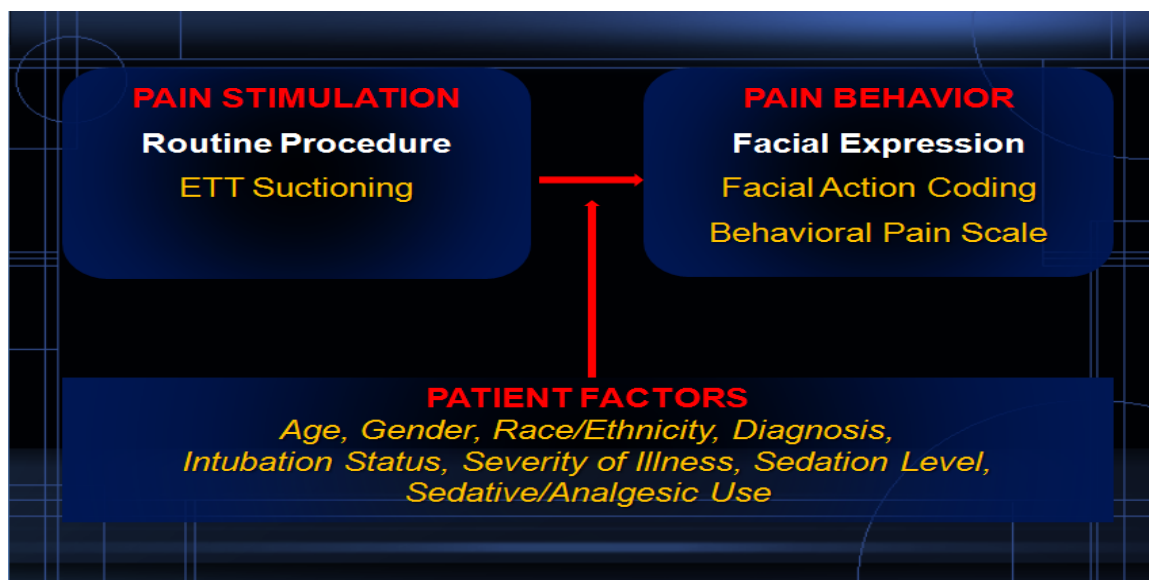 PAIN STIMULATION
Routine Procedure
ETT Suctioning
PAIN BEHAVIOR
Facial Expression
Facial Action Coding
Behavioral Pain Scale
PATIENT FACTORS
Age, Gender, Race/Ethnicity, Diagnosis,
Intubation Status, Severity of Illness, Sedation Level,
Sedative/Analgesic Use